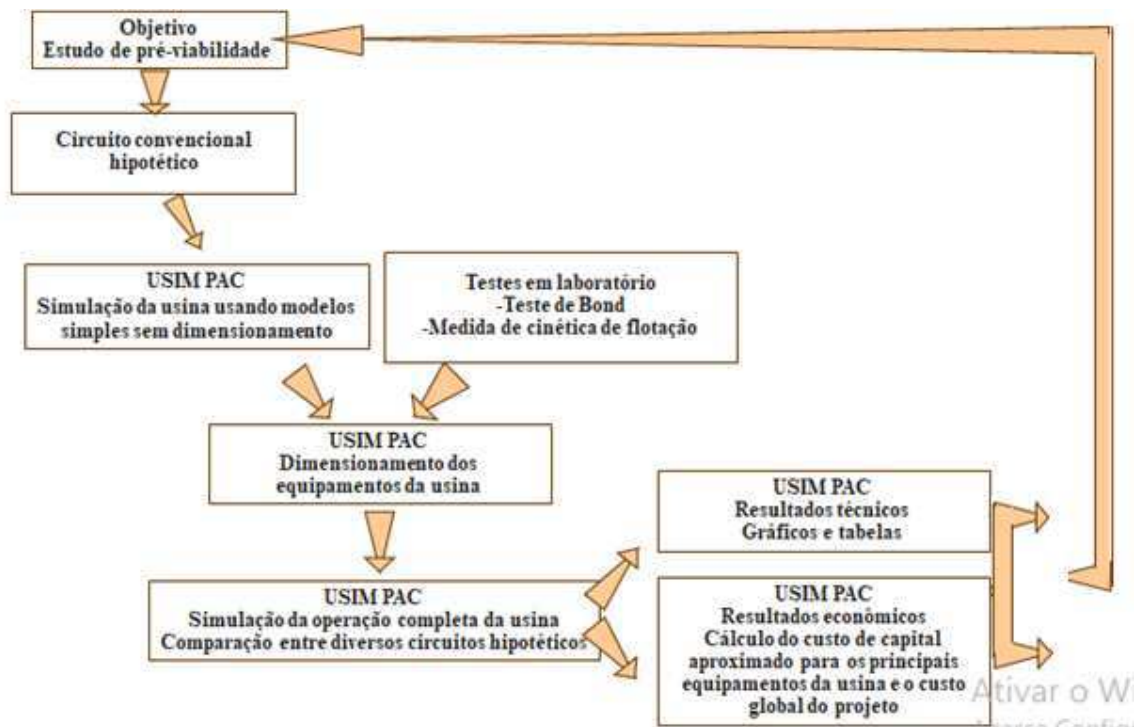 Objetivo
Estudo de pré-viabilidade
Circuito convencional
hipotético
USIM PAC
Simulação da usina usando modelos
simples sem dimensionamento
Testes em laboratório
-Teste de Bond
-Medida de cinética de flotação
USIM PAC
Dimensionamento dos
equipamentos da usina
USIM PAC
Resultados técnicos
Gráficos e tabelas
USIM PAC
Simulação da operação completa da usina
Comparação entre diversos circuitos hipotéticos
USIM PAC
Resultados econômicos
Cálculo do custo de capital
aproximado para os principais
equipamentos da usina e o custo
global do projeto
Ativar o Wi